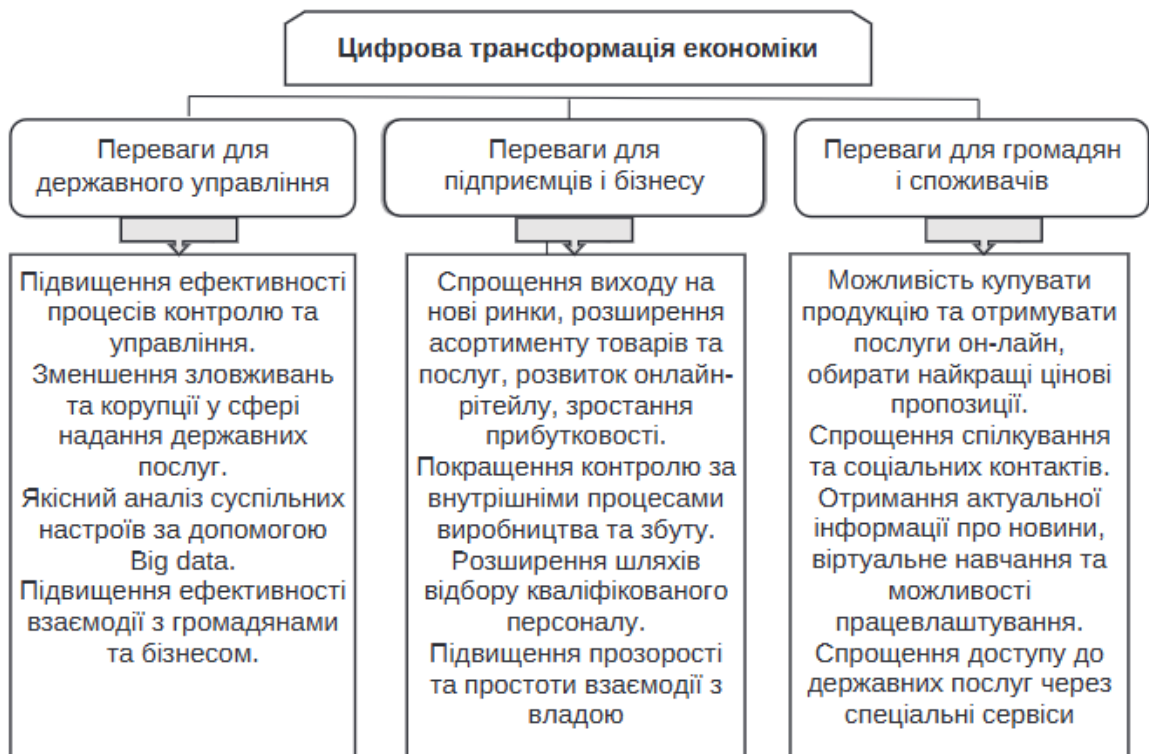 Цифрова трансформація економіки
Переваги для
державного управління
Переваги для
підприємців і бізнесу
Переваги для громадян
і споживачів
Підвищення ефективності
процесів контролю та
управління.
Зменшення зловживань
та корупції у сфері
надання державних
послуг.
Якісний аналіз суспільних
настроїв за допомогою
Big data.
Підвищення ефективності
взаємодії з громадянами
та бізнесом.
Спрощення виходу на
нові ринки, розширення
асортименту товарів та
послуг, розвиток онлайн-
рітейлу, зростання
прибутковості.
Покращення контролю за
внутрішніми процесами
виробництва та збуту.
Розширення шляхів
відбору кваліфікованого
персоналу.
Підвищення прозорості
та простоти взаємодії з
владою
Можливість купувати
продукцію та отримувати
послуги он-лайн,
обирати найкращі цінові
пропозиції.
Спрощення спілкування
та соціальних контактів.
Отримання актуальної
інформації про новини,
віртуальне навчання та
можливості
працевлаштування.
Спрощення доступу до
державних послуг через
спеціальні сервіси